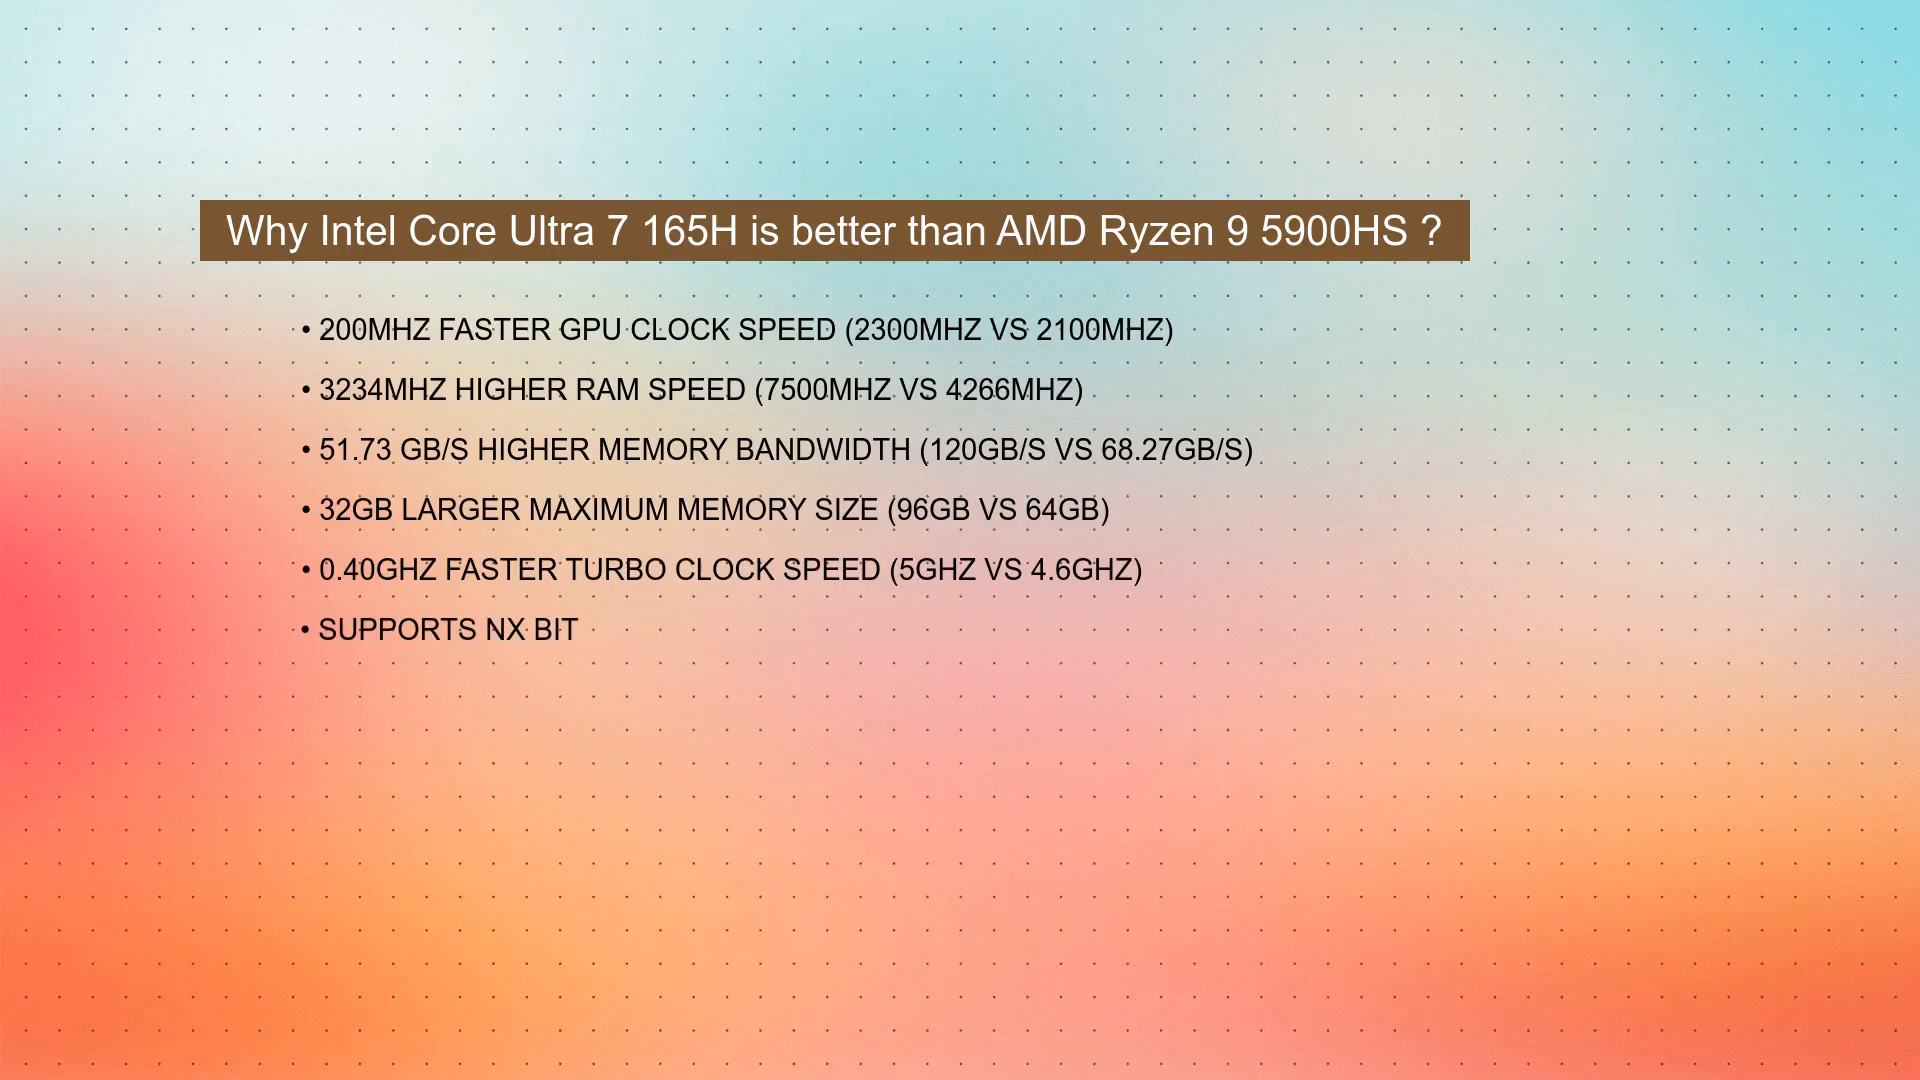 Why Intel Core Ultra 7 165H is better than AMD Ryzen 9 5900HS ?
• 200MHZ FASTER GPU CLOCK SPEED (2300MHZ VS 2100MHZ)
• 3234MHZ HIGHER RAM SPEED (7500MHZ VS 4266MHZ)
• 51.73 GB/S HIGHER MEMORY BANDWIDTH (120GB/S VS 68.27GB/S)
• 32GB LARGER MAXIMUM MEMORY SIZE (96GB VS 64GB)
• 0.40GHZ FASTER TURBO CLOCK SPEED (5GHZ VS 4.6GHZ)
• SUPPORTS NX BIT